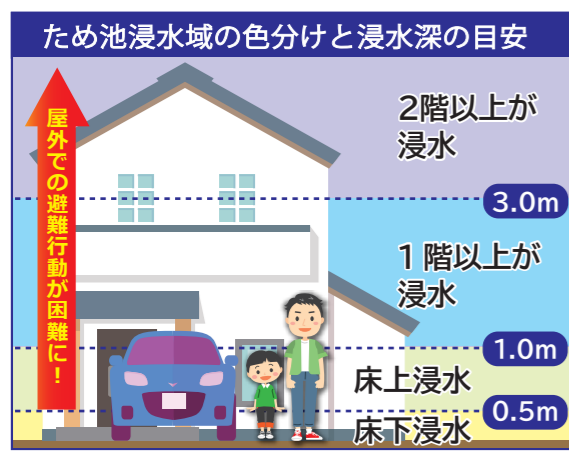 ため池浸水域の色分けと浸水深の目安
屋外での避難行動が困難に！
2階以上が
浸水
3.0m
1階以上が
浸水
1.0m
床上浸水
0.5m
床下浸水